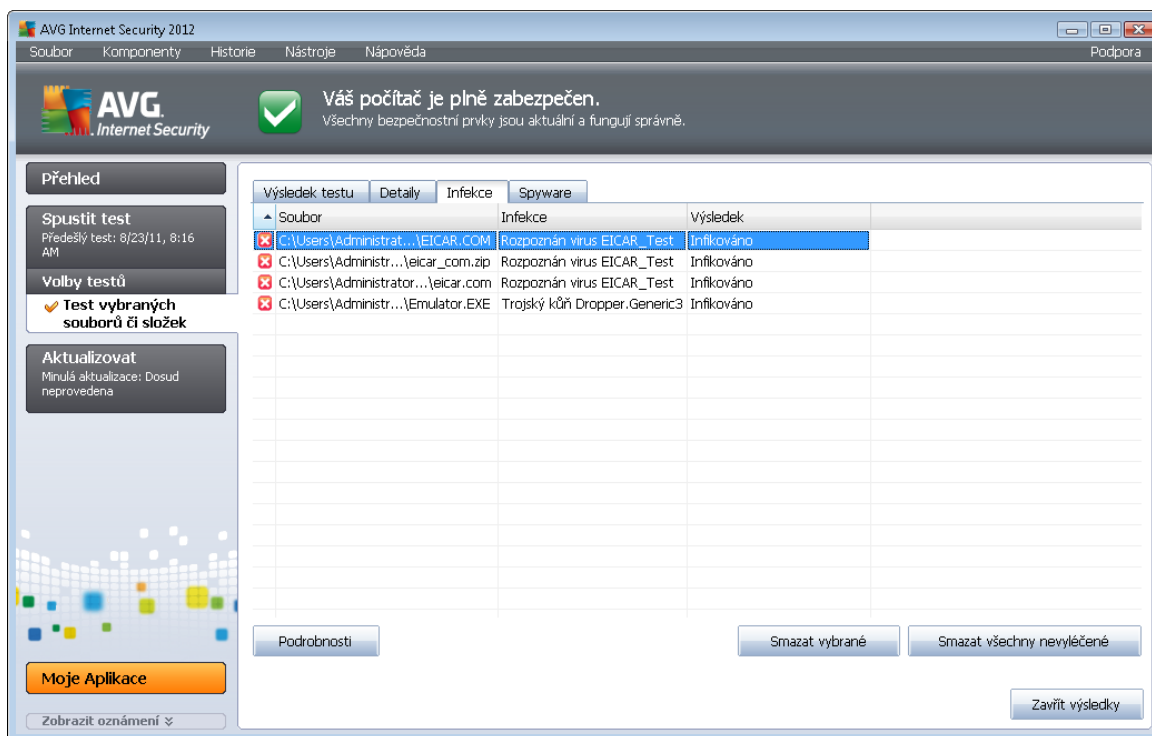 AVG Internet Security 2012
Soubor Komponenty Historie Nástroje Nápověda Podpora
AVG.
Internet Security
Váš počítač je plně zabezpečen.
Všechny bezpečnostní prvky jsou aktuální a fungují správně.
Přehled
Spustit test
Předešlý test: 8/23/11, 8:16
AM
Volby testů
Test vybraných
souborů či složek
Aktualizovat
Minulá aktualizace: Dosud
neprovedena
Moje Aplikace
Zobrazit oznámení
Výsledek testu Detaily Infekce Spyware
Soubor Infekce Výsledek
C:\Users\Administrat...\EICAR.COM Rozpoznán virus EICAR_Test Infikováno
C:\Users\Administr...\eicar_com.zip Rozpoznán virus EICAR_Test Infikováno
C:\Users\Administrator...\eicar.com Rozpoznán virus EICAR_Test Infikováno
C:\Users\Administr...\Emulator.EXE Trojský kůň Dropper.Generic3 Infikováno
Podrobnosti Smazat vybrané Smazat všechny nevyléčené
Zavřít výsledky